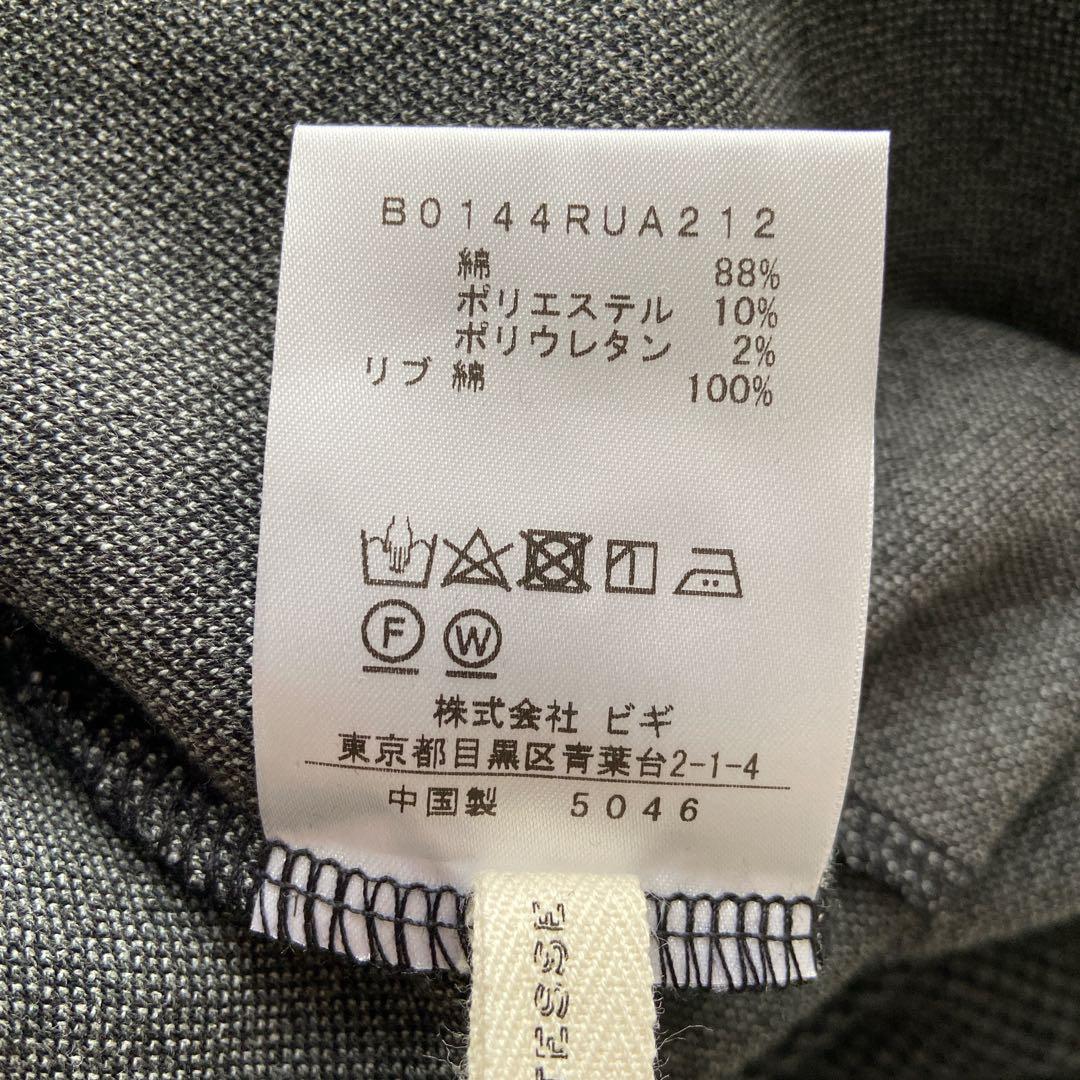 B0144RUA212
綿 88%
ポリエステル 10%
ポリウレタン 2%
リブ 綿 100%
F W
株式会社 ビギ
東京都目黒区青葉台2-1-4
中国製 5046
TESSE